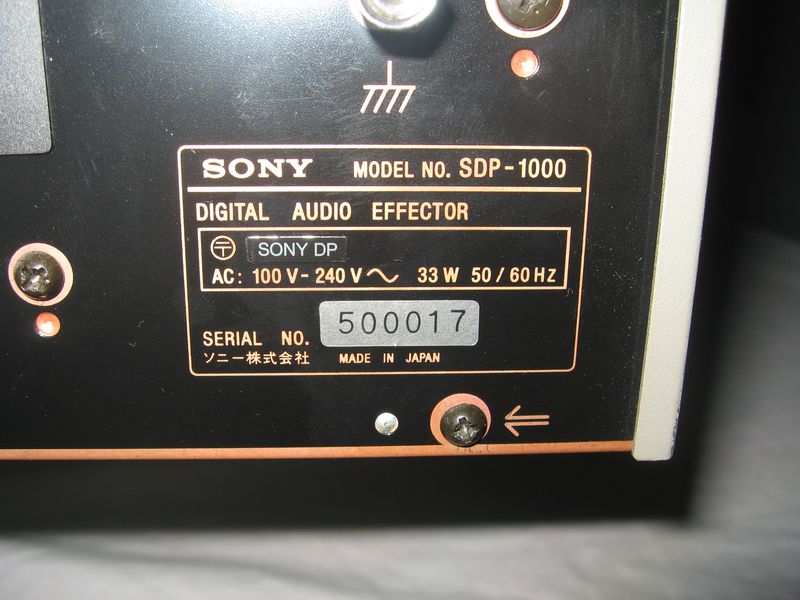 SONY MODEL NO. SDP-1000
DIGITAL AUDIO EFFECTOR
SONY DP
AC: 100 V - 240 V ～ 33 W 50 / 60 Hz
SERIAL NO. 500017
ソニー株式会社 MADE IN JAPAN